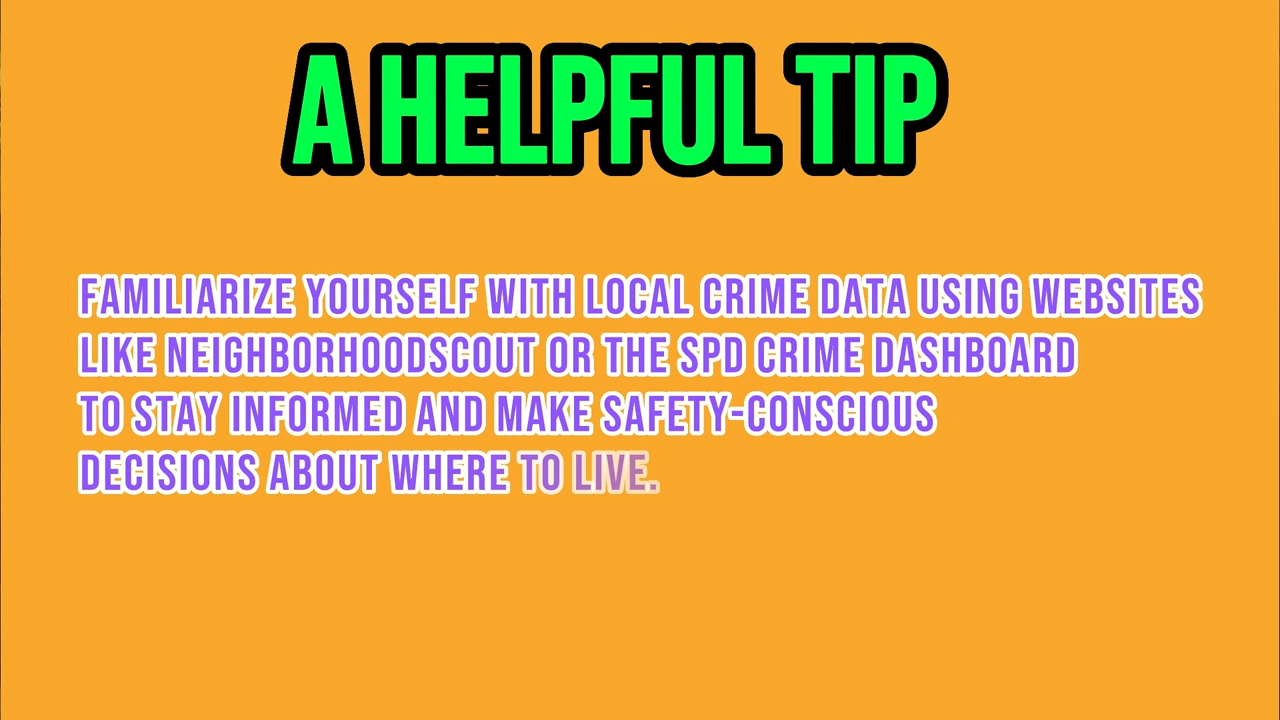 A HELPFUL TIP
FAMILIARIZE YOURSELF WITH LOCAL CRIME DATA USING WEBSITES
LIKE NEIGHBORHOODSCOUT OR THE SPD CRIME DASHBOARD
TO STAY INFORMED AND MAKE SAFETY-CONSCIOUS
DECISIONS ABOUT WHERE TO LIVE.